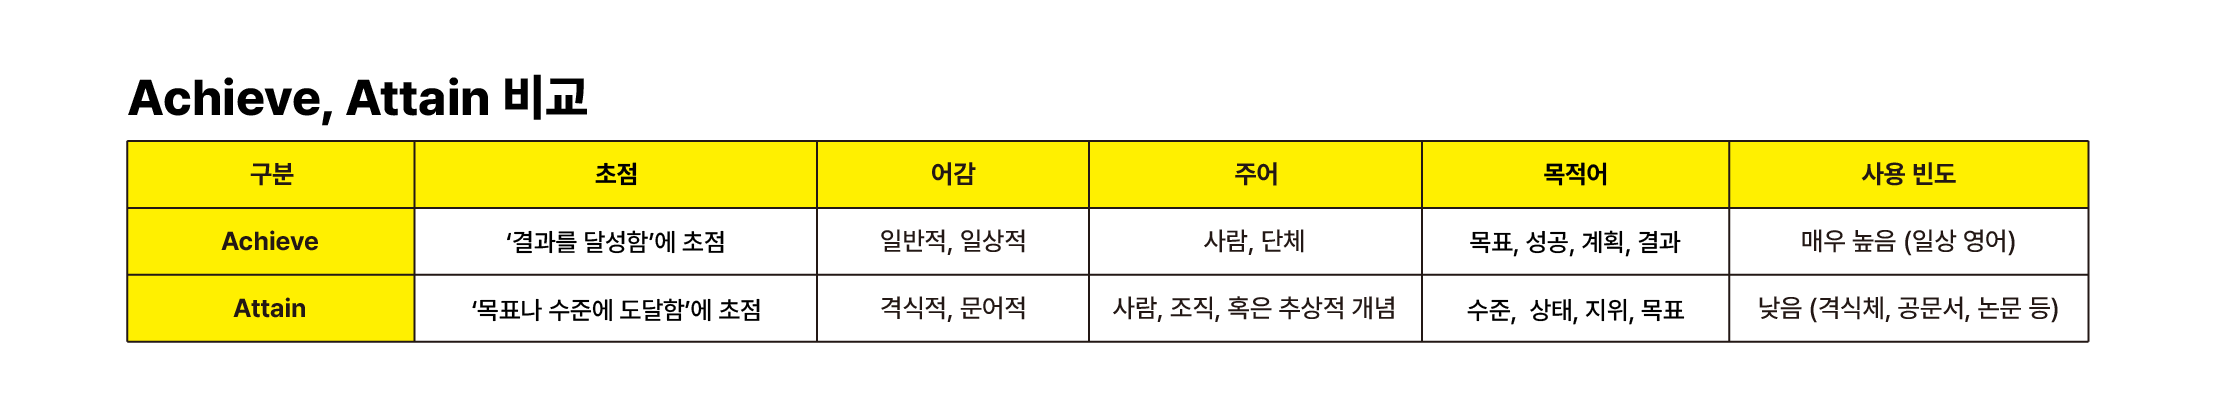 Achieve, Attain 비교
구분 초점 어감 주어 목적어 사용 빈도
Achieve ‘결과를 달성함’에 초점 일반적, 일상적 사람, 단체 목표, 성공, 계획, 결과 매우 높음 (일상 영어)
Attain ‘목표나 수준에 도달함’에 초점 격식적, 문어적 사람, 조직, 혹은 추상적 개념 수준, 상태, 지위, 목표 낮음 (격식체, 공문서, 논문 등)